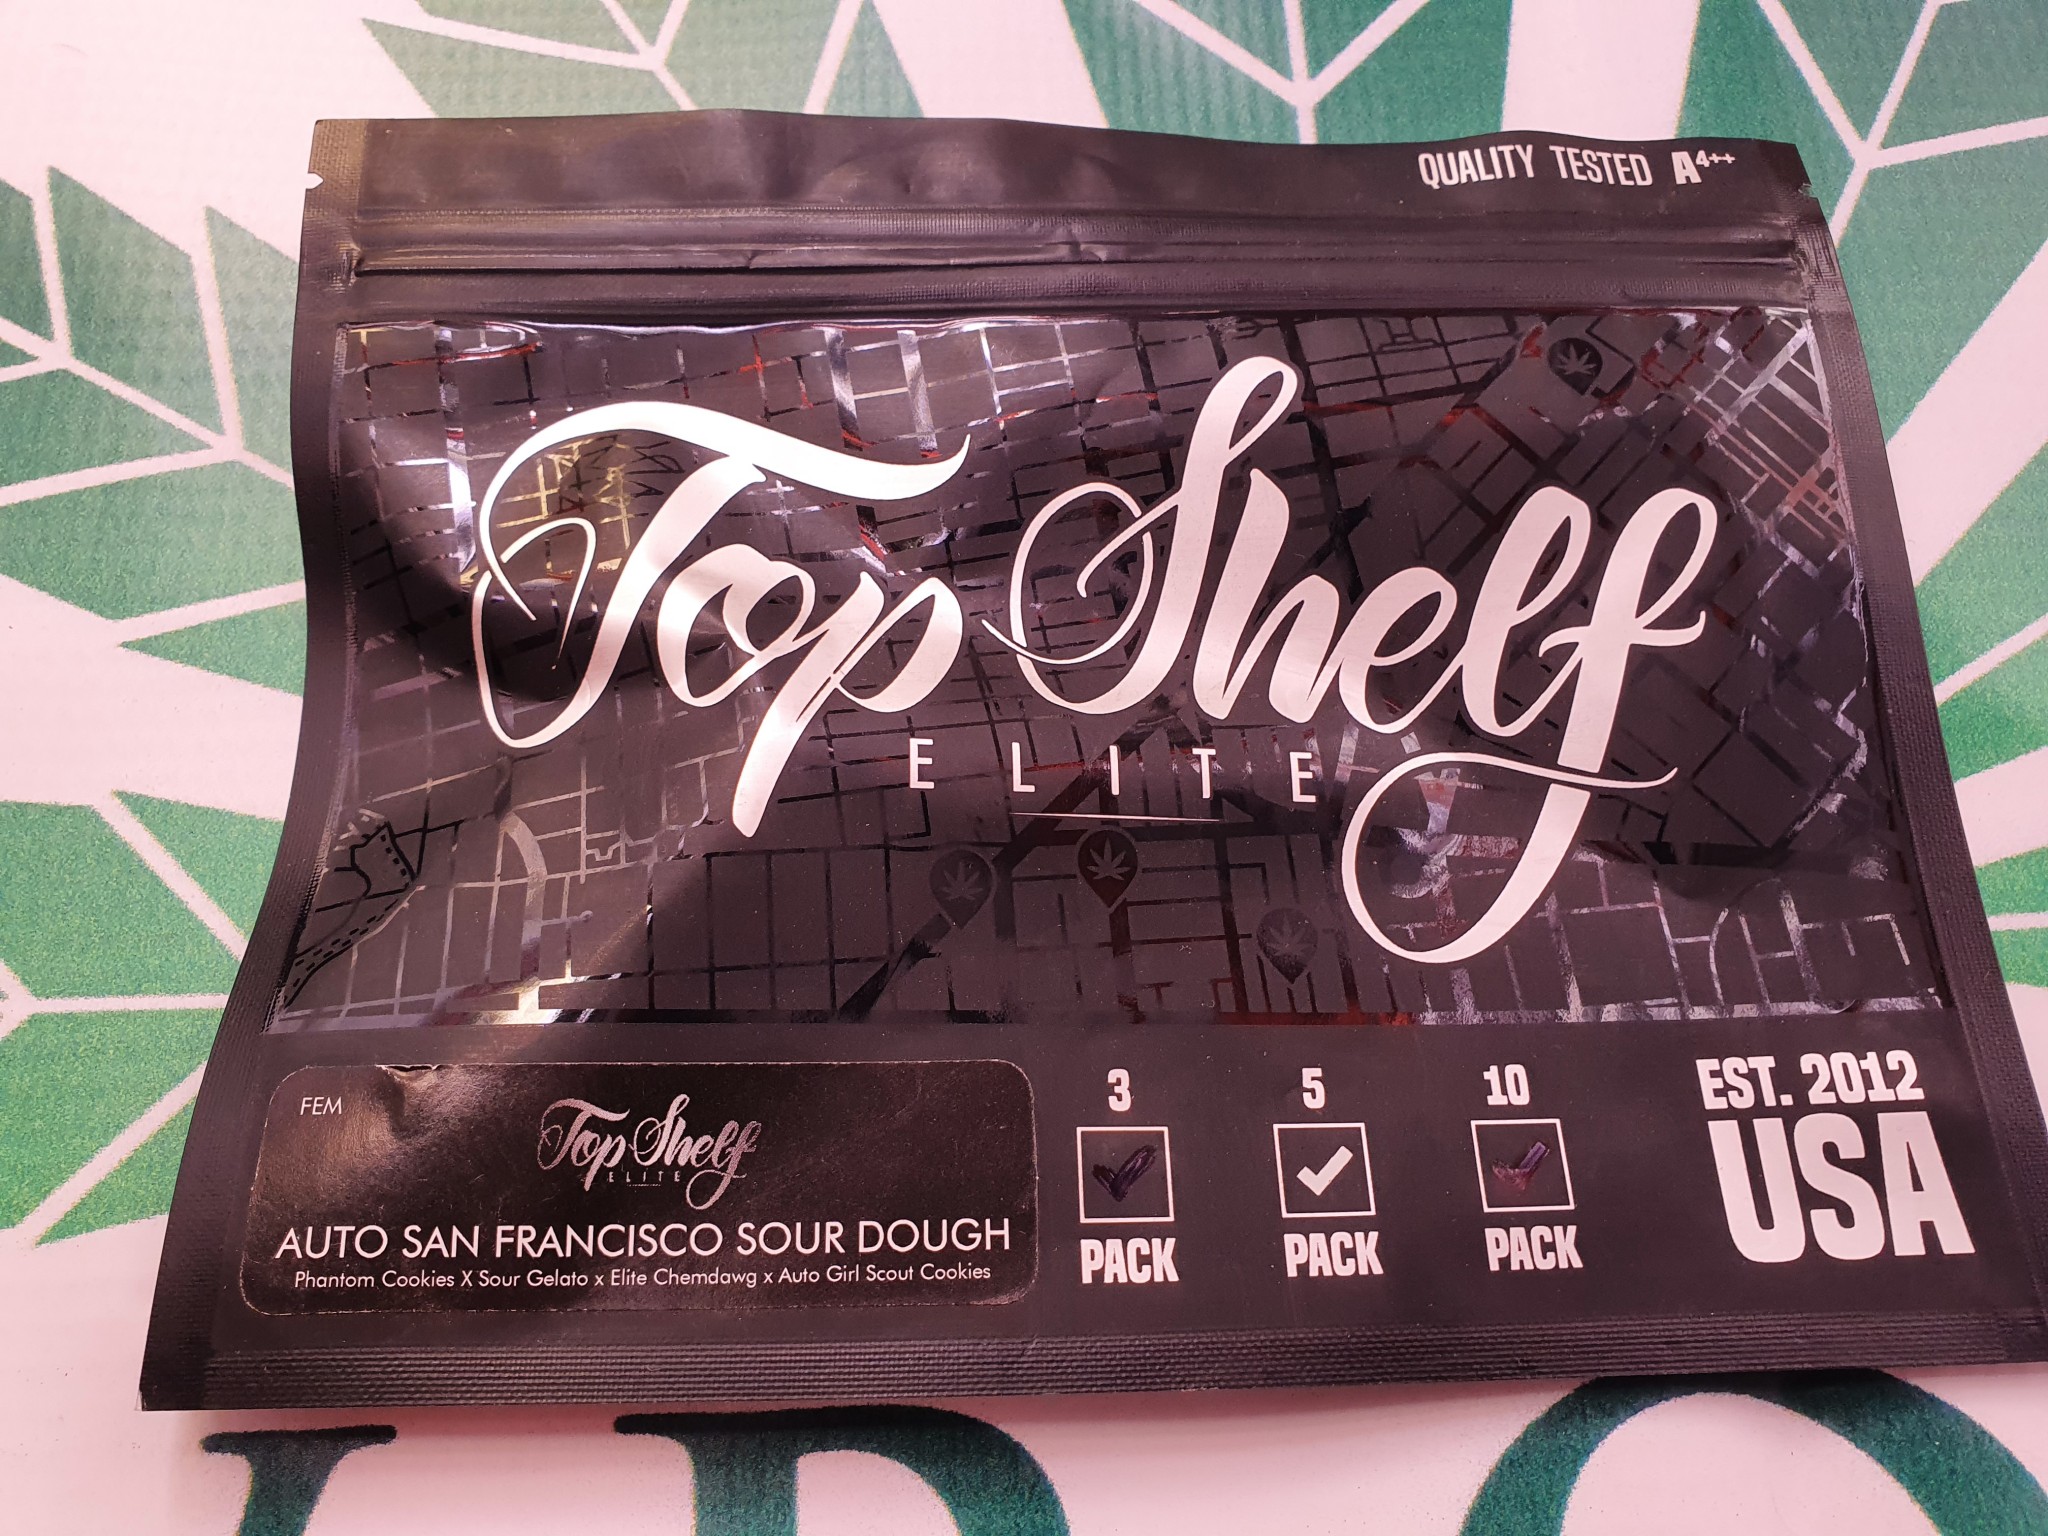 QUALITY TESTED A4++
Top Shelf
ELITE
FEM
Top Shelf
ELITE
AUTO SAN FRANCISCO SOUR DOUGH
Phantom Cookies X Sour Gelato x Elite Chemdawg x Auto Girl Scout Cookies
3
PACK
5
PACK
10
PACK
EST. 2012
USA